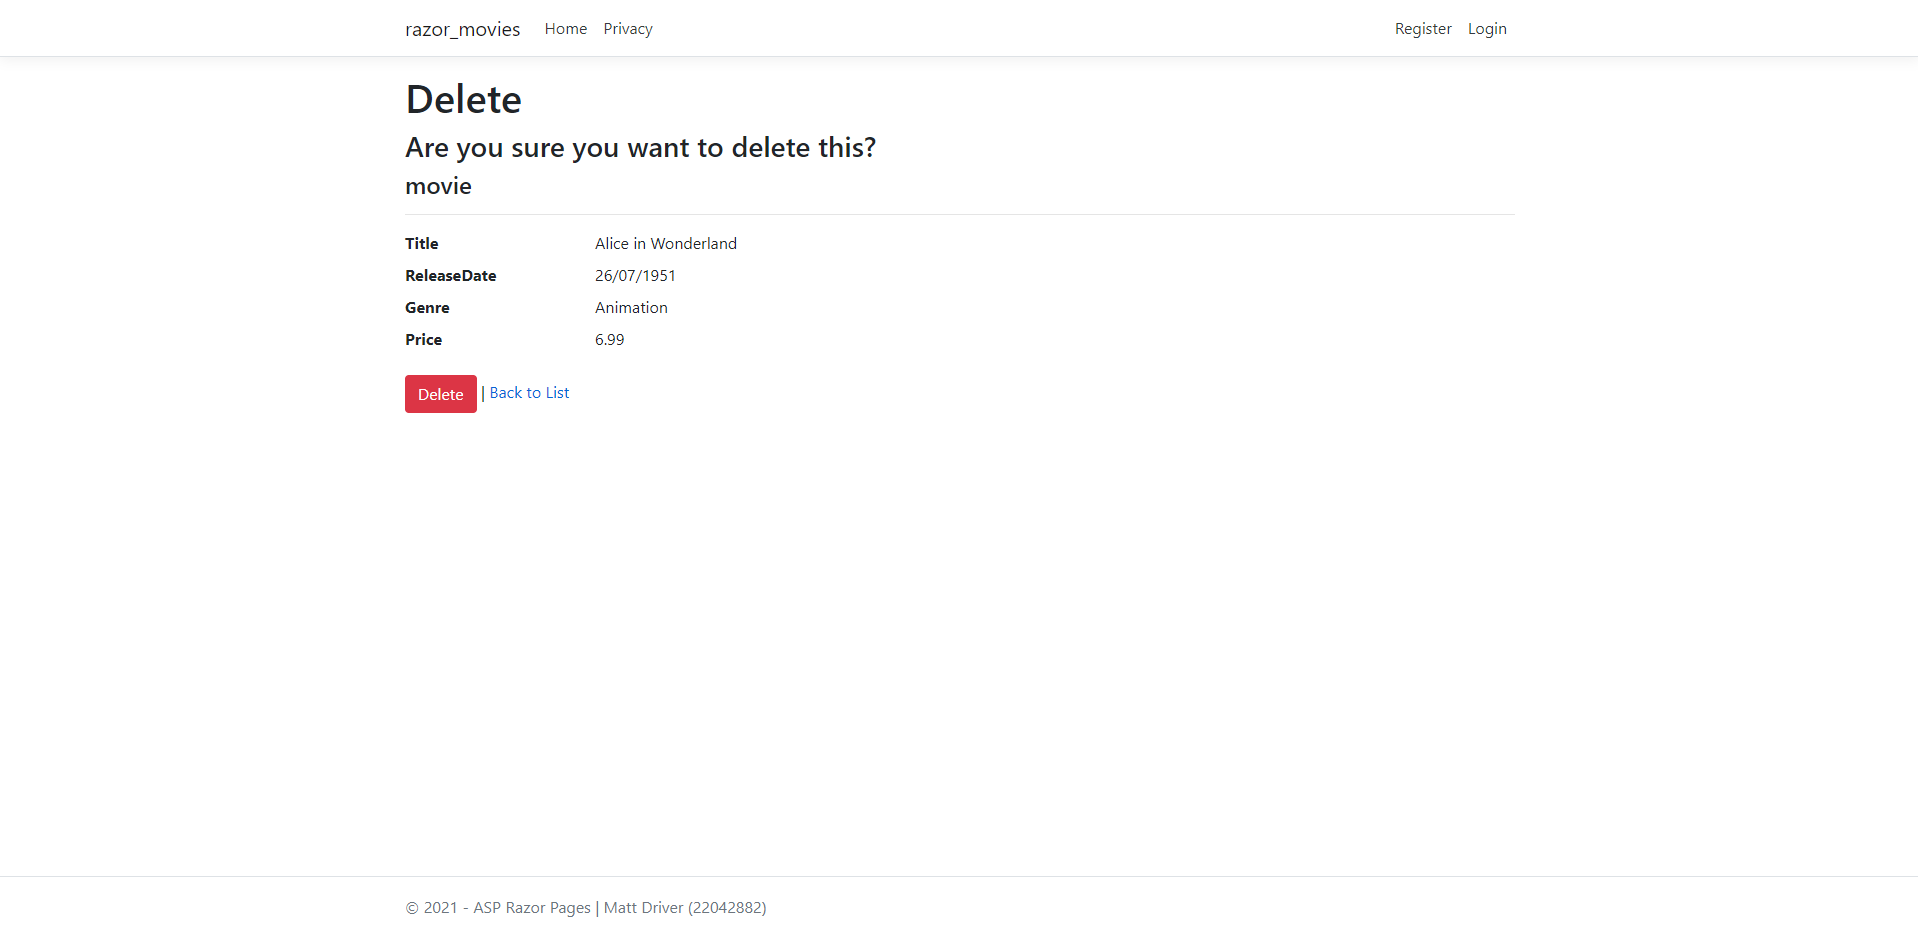 razor_movies Home Privacy Register Login
Delete
Are you sure you want to delete this?
movie
Title Alice in Wonderland
ReleaseDate 26/07/1951
Genre Animation
Price 6.99
Delete | Back to List
© 2021 - ASP Razor Pages | Matt Driver (22042882)